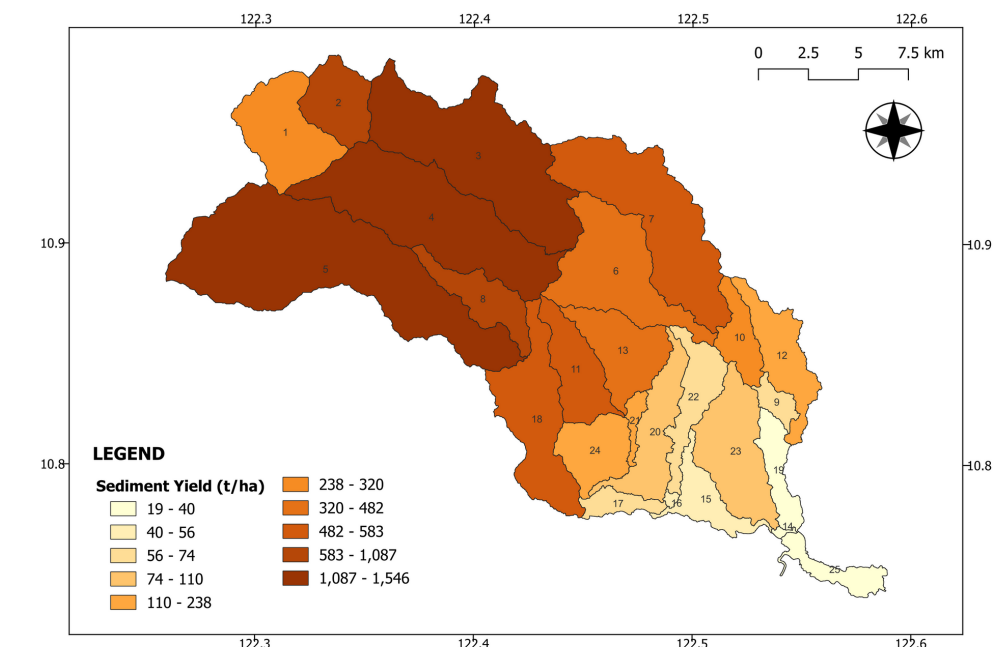 122.3 122.4 122.5 122.6
0 2.5 5 7.5 km
2
1
3
4
7
10.9 10.9
5
6
8
10
13
12
11
22
9
18
21
20
24
23
LEGEND
19
Sediment Yield (t/ha)
19 - 40
40 - 56
56 - 74
74 - 110
110 - 238
238 - 320
320 - 482
482 - 583
583 - 1,087
1,087 - 1,546
10.8 10.8
17
16
15
14
25
122.3 122.4 122.5 122.6